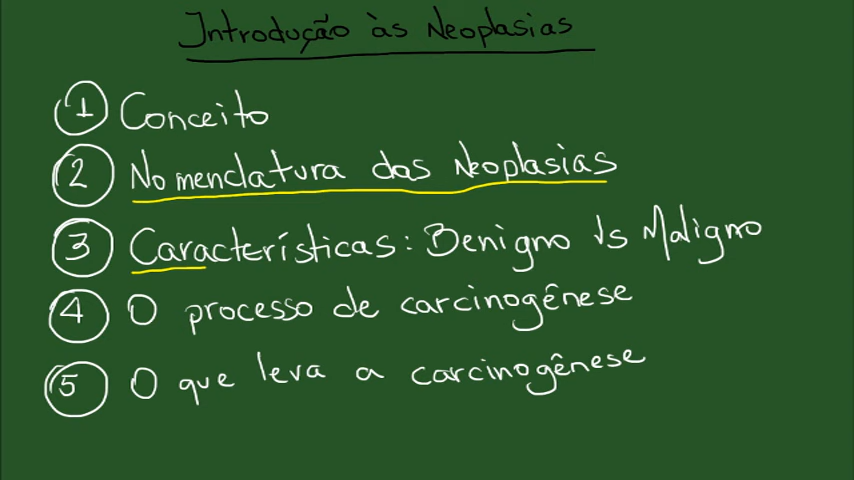 Introdução às Neoplasias
1 Conceito
2 Nomenclatura das Neoplasias
3 Características: Benigno Vs Maligno
4 O processo de carcinogênese
5 O que leva a carcinogênese